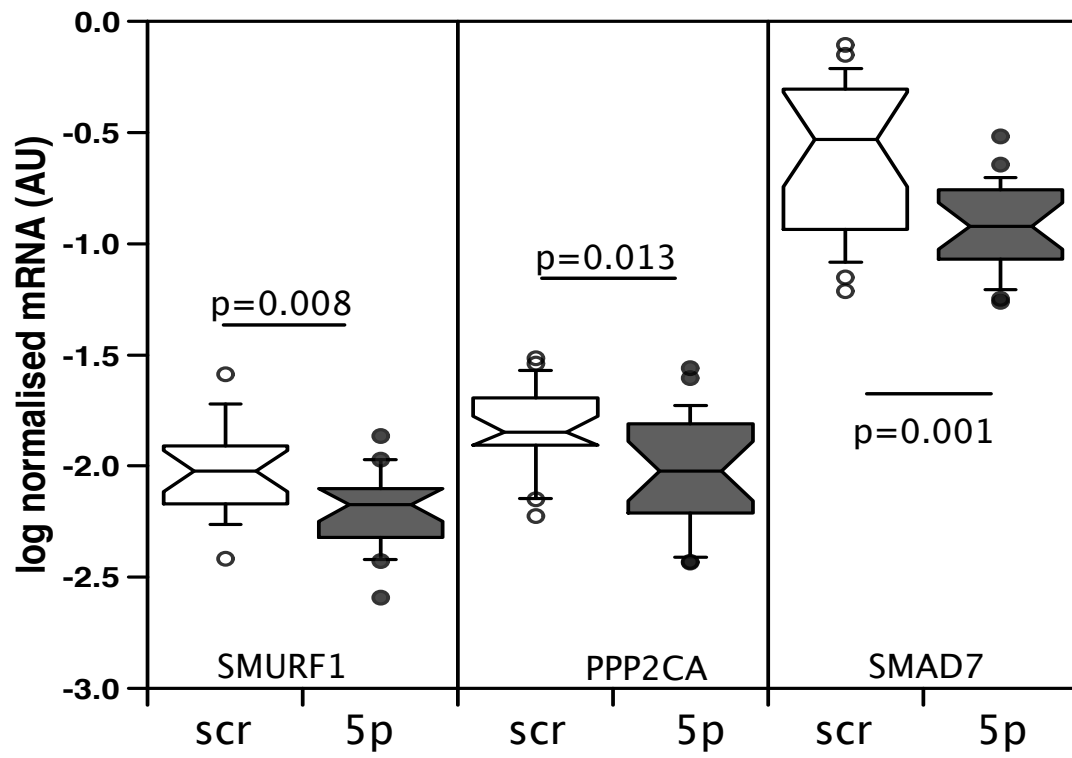 log normalised mRNA (AU)
0.0
-0.5
-1.0
-1.5
-2.0
-2.5
-3.0
p=0.008
p=0.013
p=0.001
SMURF1
PPP2CA
SMAD7
scr
5p
scr
5p
scr
5p